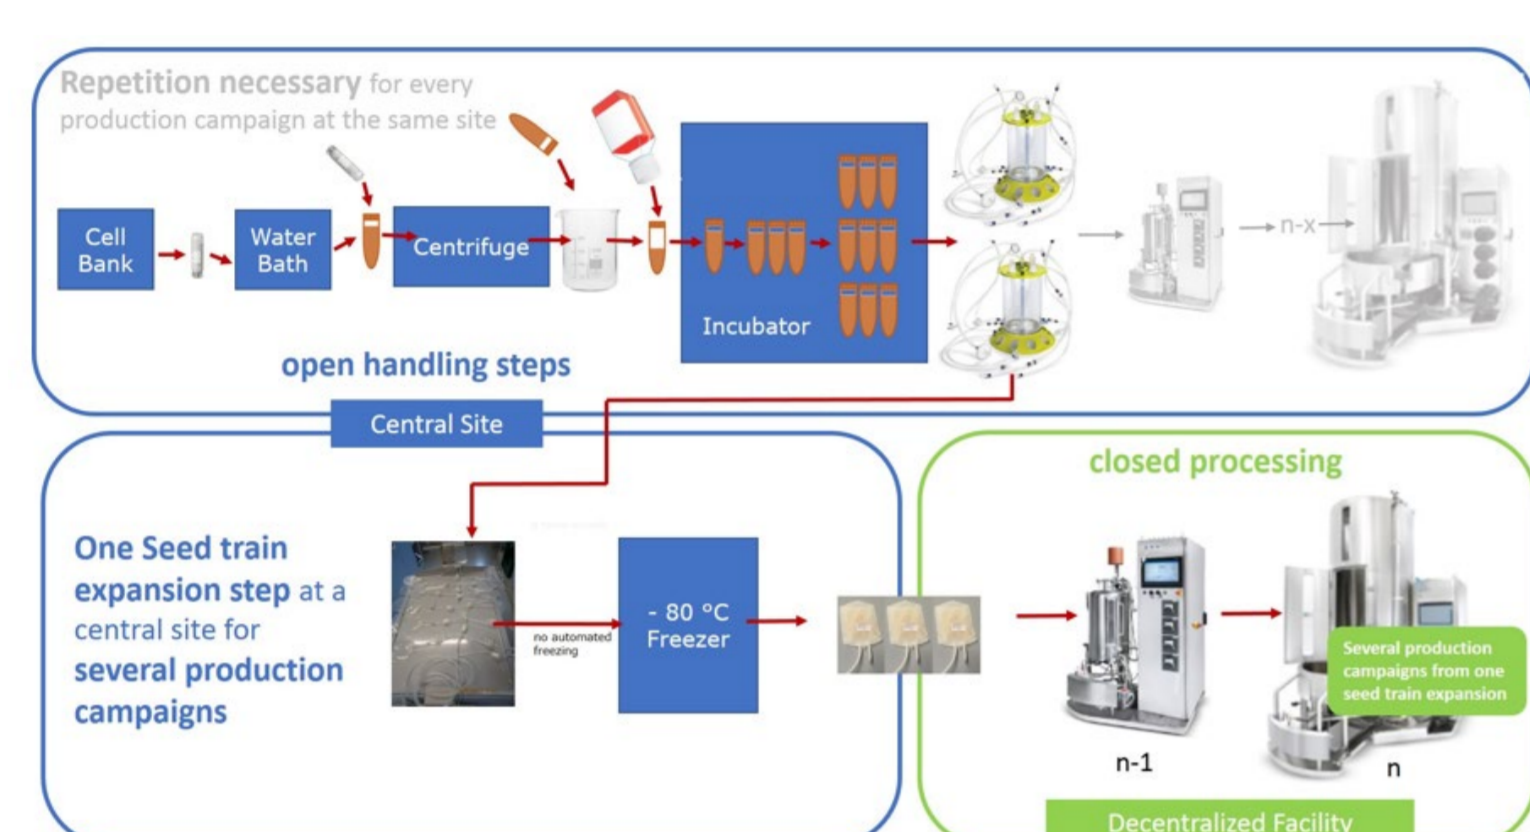 Repetition necessary for every
production campaign at the same site
Cell
Bank
Water
Bath
Centrifuge
Incubator
n-x
open handling steps
Central Site
One Seed train
expansion step at a
central site for
several production
campaigns
no automated
freezing
- 80 °C
Freezer
closed processing
Several production
campaigns from one
seed train expansion
n-1
n
Decentralized Facility